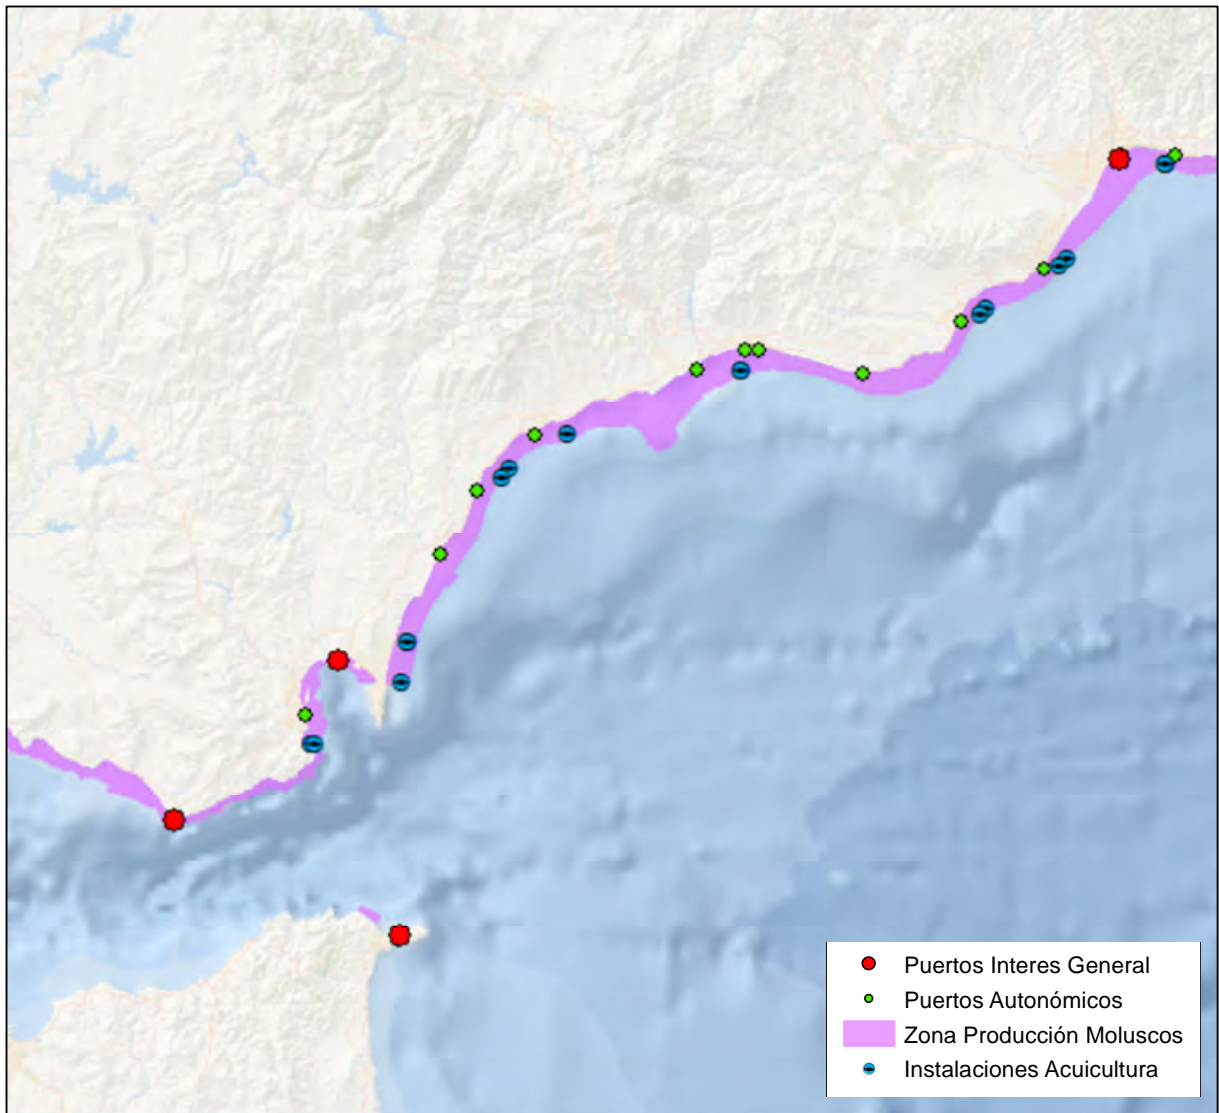 Puertos Interes General
Puertos Autonómicos
Zona Producción Moluscos
Instalaciones Acuicultura